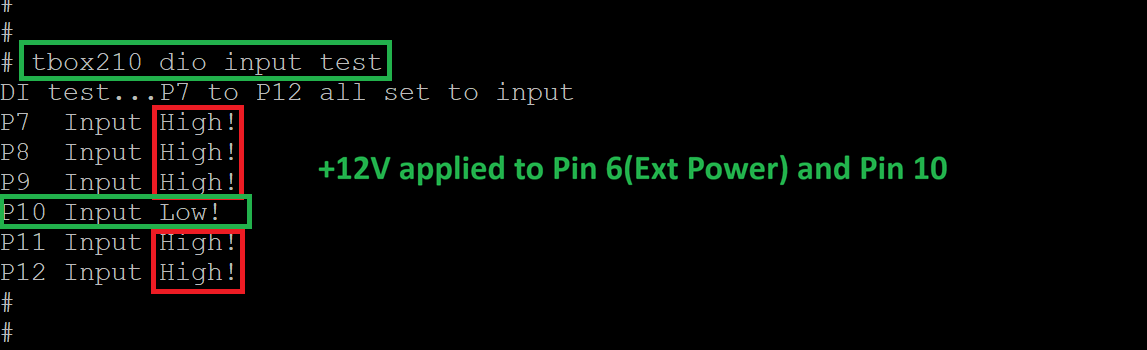 #
#
# tbox210 dio input test
DI test...P7 to P12 all set to input
P7  Input High!
P8  Input High!
P9  Input High!
+12V applied to Pin 6(Ext Power) and Pin 10
P10 Input Low!
P11 Input High!
P12 Input High!
#
#